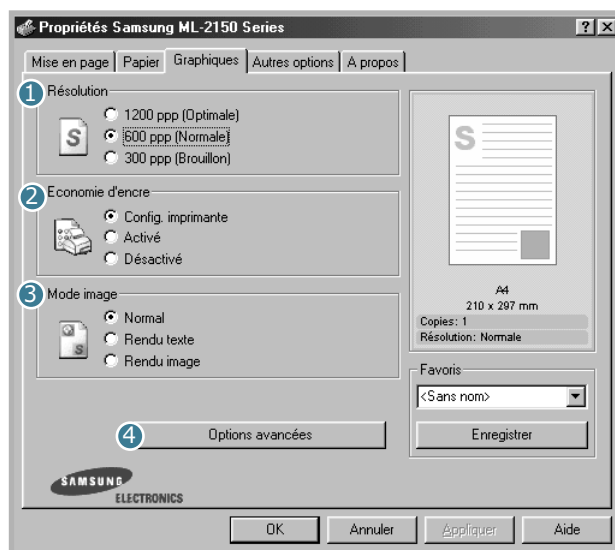 Propriétés Samsung ML-2150 Series
Mise en page Papier Graphiques Autres options A propos
1 Résolution
1200 ppp (Optimale)
S
600 ppp (Normale)
300 ppp (Brouillon)
2 Economie d'encre
Config. imprimante
Activé
Désactivé
3 Mode image
Normal
Rendu texte
S
Rendu image
4 Options avancées
S
A4
210 x 297 mm
Copies: 1
Résolution: Normale
Favoris
<Sans nom>
Enregistrer
SAMSUNG
ELECTRONICS
OK Annuler Appliquer Aide